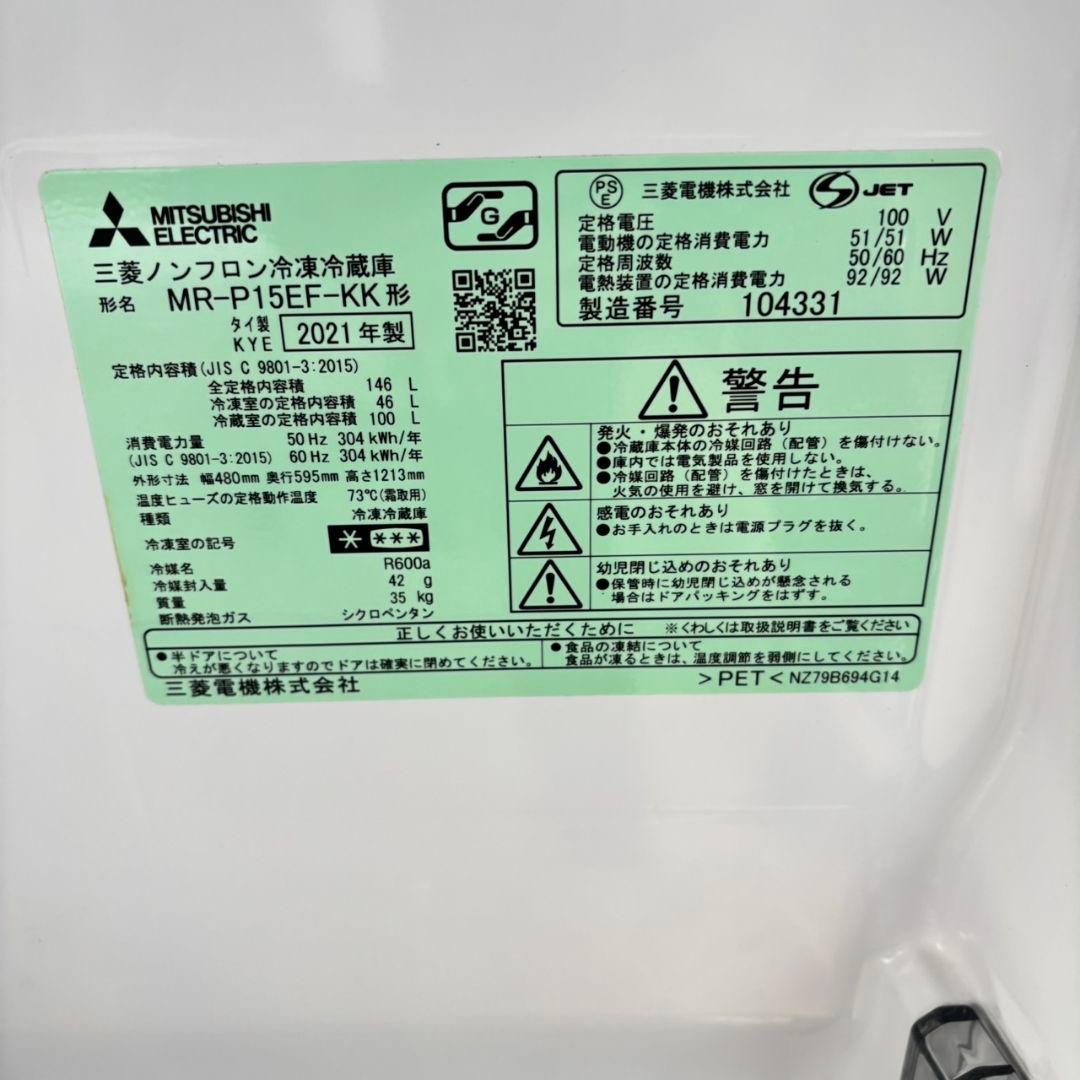 MITSUBISHI
ELECTRIC
三菱ノンフロン冷凍冷蔵庫
形名 MR-P15EF-KK形
タイ製
KYE
2021年製
G
PS
E
三菱電機株式会社
JET
定格電圧 100 V
電動機の定格消費電力 51/51 W
定格周波数 50/60 Hz
電熱装置の定格消費電力 92/92 W
製造番号 104331
定格内容積(JIS C 9801-3:2015)
全定格内容積 146 L
冷凍室の定格内容積 46 L
冷蔵室の定格内容積 100 L
消費電力量 50 Hz 304 kWh/年
(JIS C 9801-3:2015) 60 Hz 304 kWh/年
外形寸法 幅480mm 奥行595mm 高さ1213mm
温度ヒューズの定格動作温度 73℃(霜取用)
種類 冷凍冷蔵庫
冷凍室の記号 * ***
冷媒名 R600a
冷媒封入量 42 g
質量 35 kg
断熱発泡ガス シクロペンタン
警告
発火・爆発のおそれあり
●冷蔵庫本体の冷媒回路(配管)を傷付けない。
●庫内では電気製品を使用しない。
●冷媒回路(配管)を傷付けたときは、
火気の使用を避け、窓を開けて換気する。
感電のおそれあり
●お手入れのときは電源プラグを抜く。
幼児閉じ込めのおそれあり
●保管時に幼児閉じ込めが懸念される
場合はドアパッキングをはずす。
正しくお使いいただくために ※くわしくは取扱説明書をご覧ください
●半ドアについて
冷えが悪くなりますのでドアは確実に閉めてください。
●食品の凍結について
食品が凍るときは、温度調節を弱側にしてください。
三菱電機株式会社
>PET< NZ79B694G14